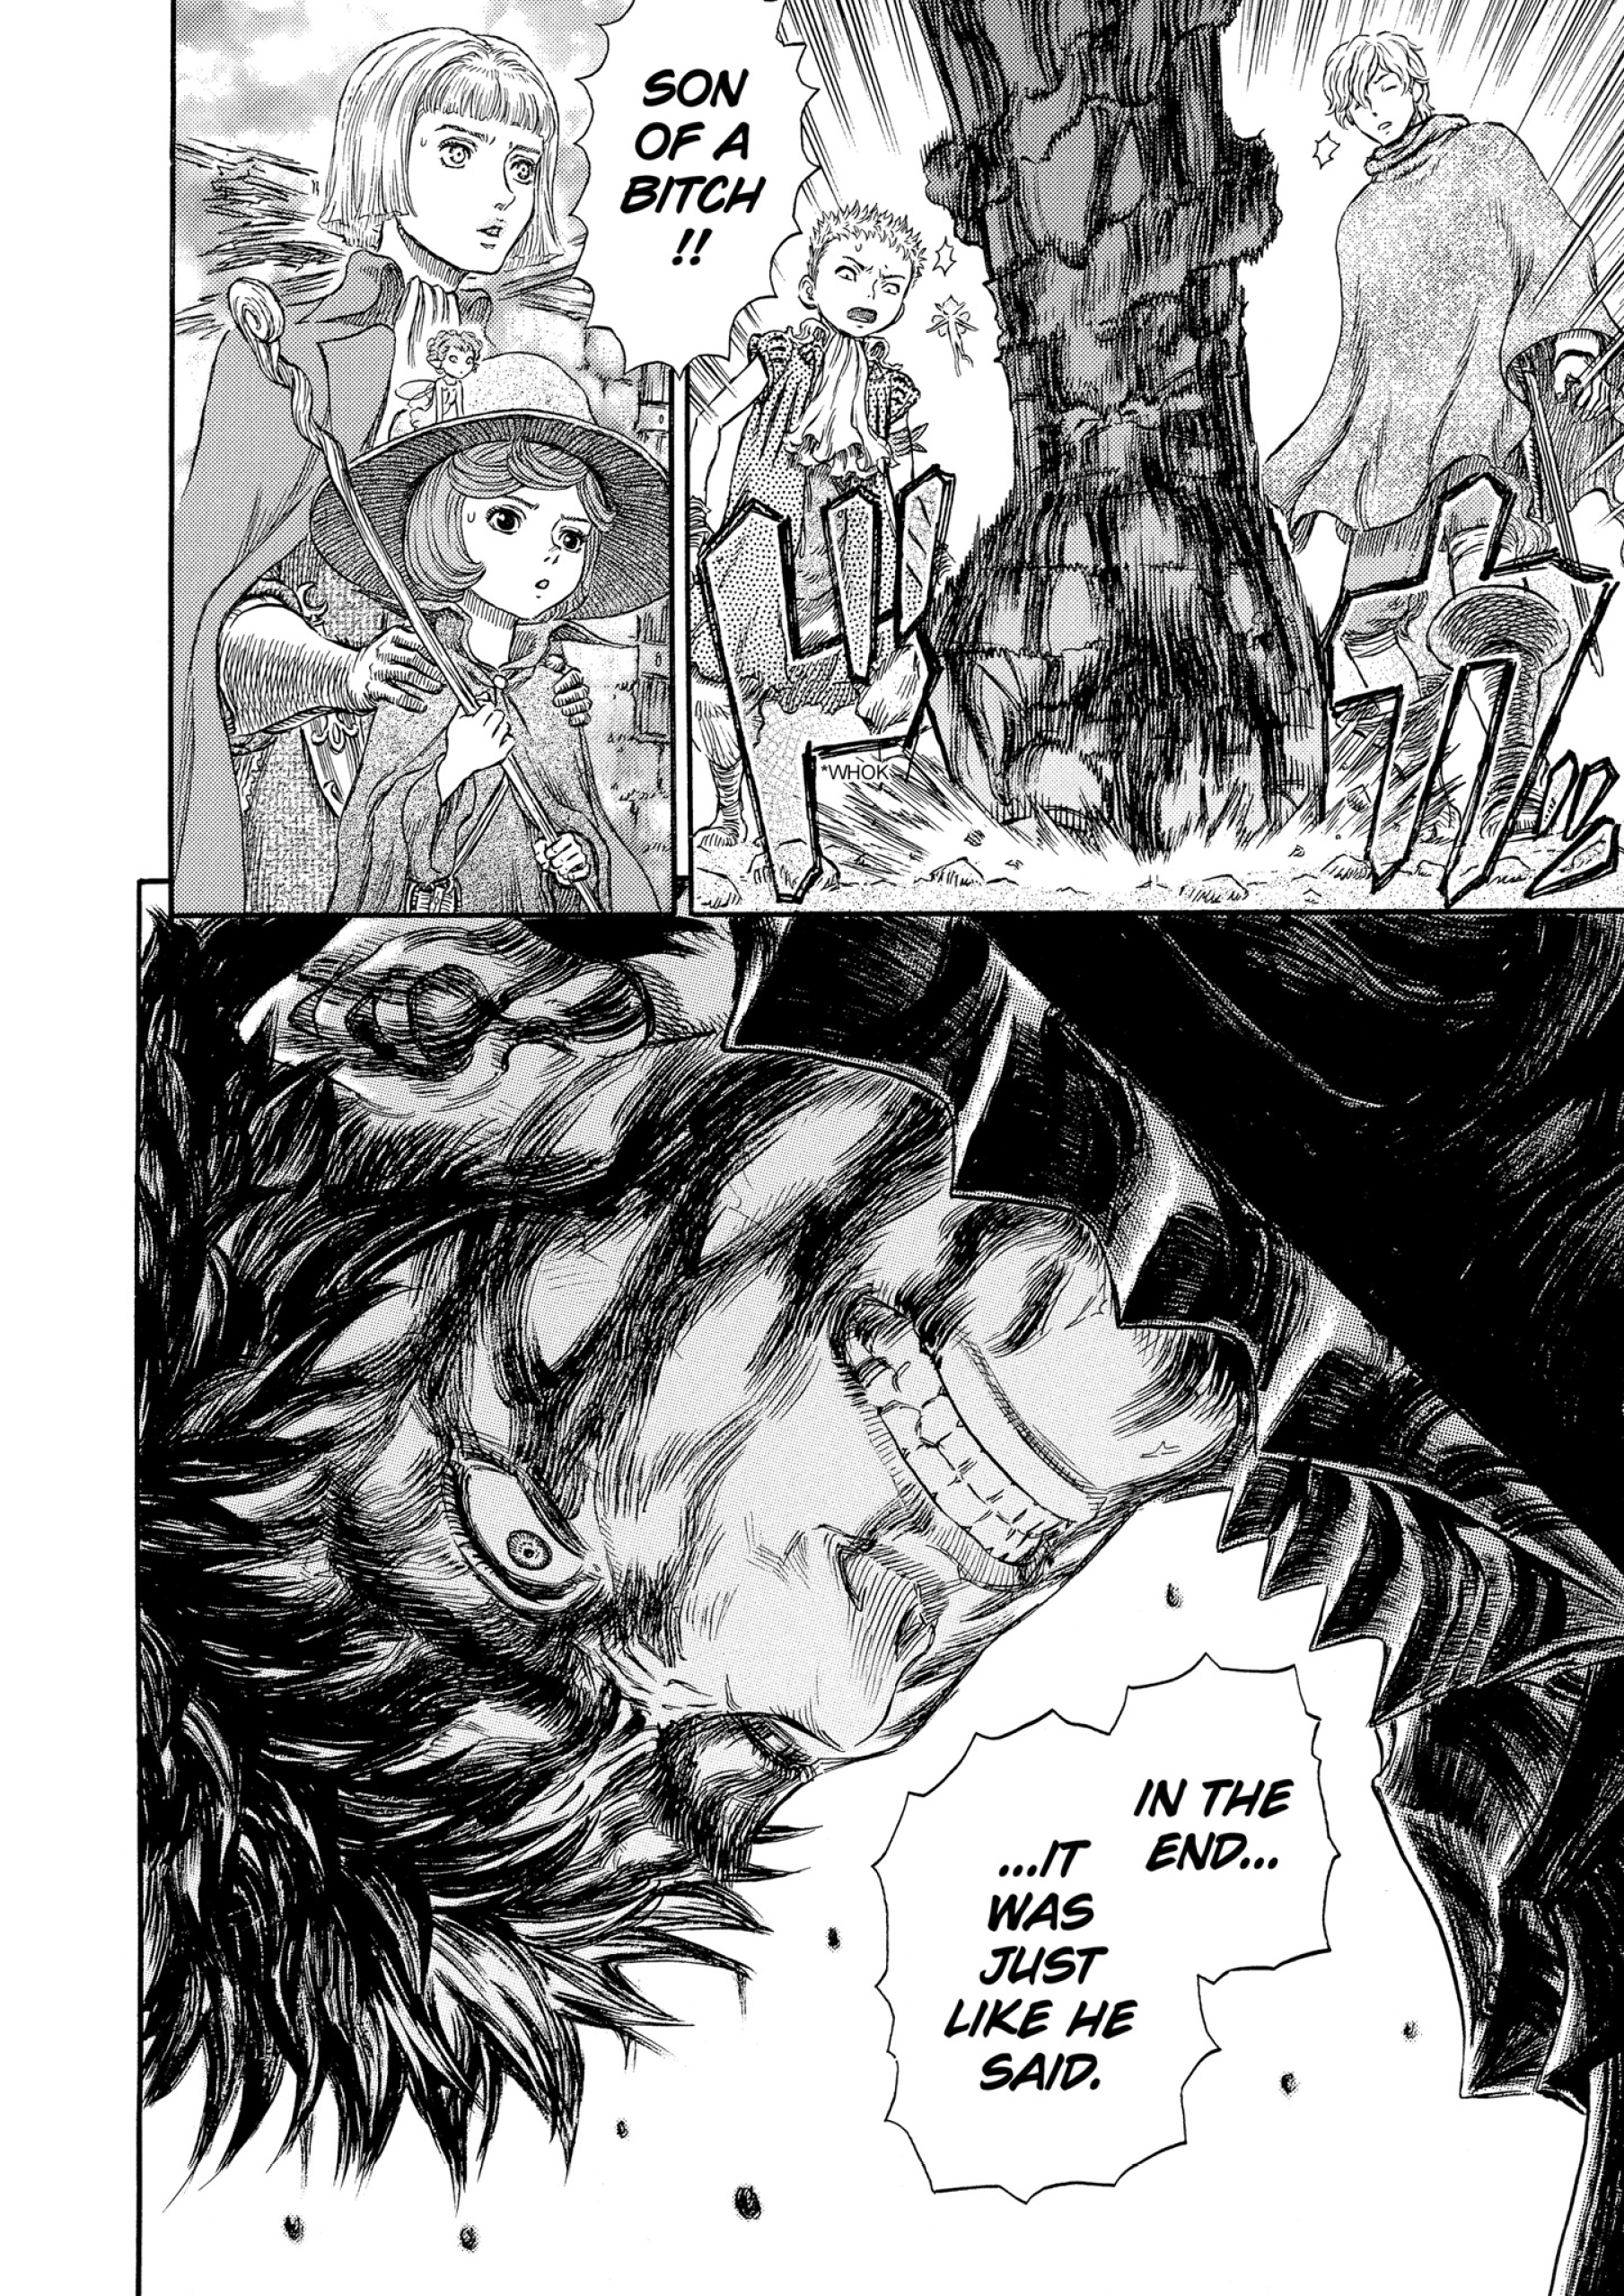 SON
OF A
BITCH
!!
*WHOK
IN THE
END...
...IT
WAS
JUST
LIKE HE
SAID.